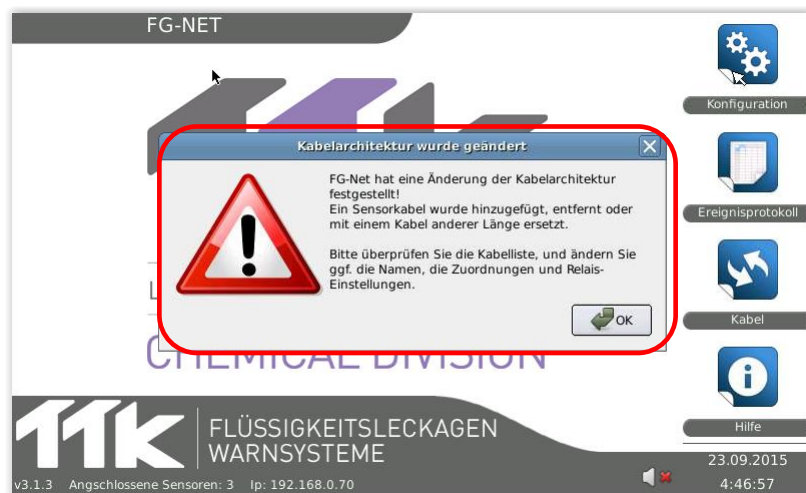 FG-NET
Kabelarchitektur wurde geändert
FG-Net hat eine Änderung der Kabelarchitektur
festgestellt!
Ein Sensorkabel wurde hinzugefügt, entfernt oder
mit einem Kabel anderer Länge ersetzt.
Bitte überprüfen Sie die Kabelliste, und ändern Sie
ggf. die Namen, die Zuordnungen und Relais-
Einstellungen.
OK
L
CHEMICAL DIVISION
Konfiguration
Ereignisprotokoll
Kabel
Hilfe
TTK
FLÜSSIGKEITSLECKAGEN
WARNSYSTEME
v3.1.3 Angschlossene Sensoren: 3 Ip: 192.168.0.70
23.09.2015
4:46:57